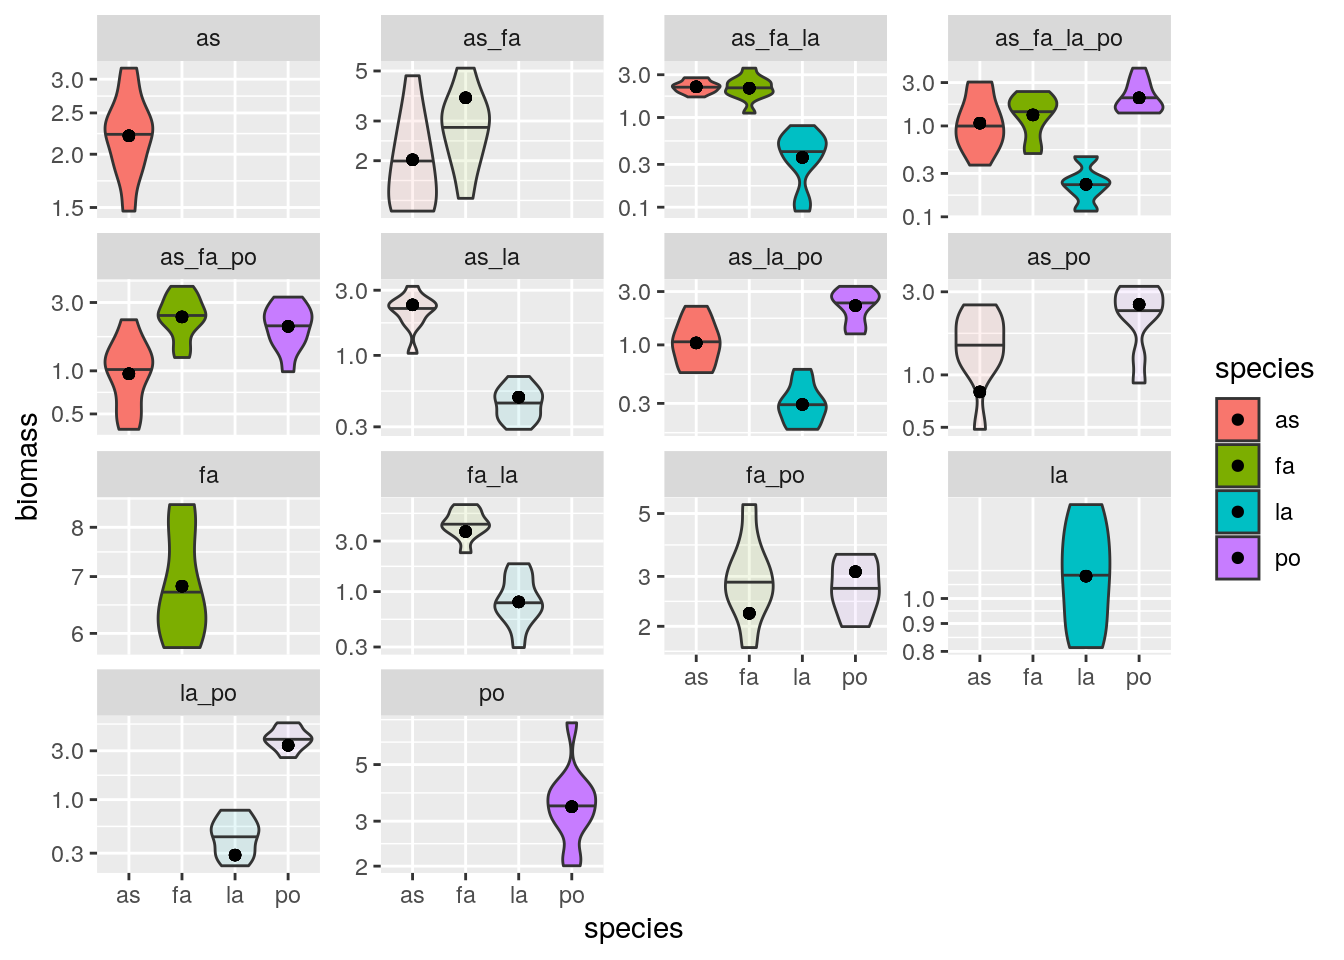 as
as_fa
as_fa_la
as_fa_la_po
3.0
2.5
2.0
1.5
5
3
2
3.0
1.0
0.3
0.1
3.0
1.0
0.3
0.1
as_fa_po
as_la
as_la_po
as_po
3.0
1.0
0.5
3.0
1.0
0.3
3.0
1.0
0.3
3.0
1.0
0.5
fa
fa_la
fa_po
la
8
7
6
3.0
1.0
0.3
5
3
2
1.0
0.9
0.8
as fa la po
as fa la po
la_po
po
3.0
1.0
0.3
5
3
2
as fa la po
as fa la po
species
biomass
species
as
fa
la
po